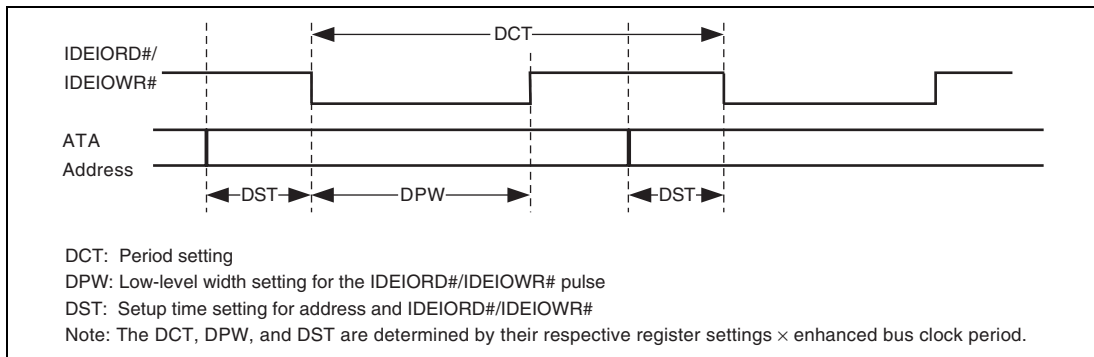 DCT
IDEIORD#/
IDEIOWR#
ATA
Address
DST
DPW
DST
DCT: Period setting
DPW: Low-level width setting for the IDEIORD#/IDEIOWR# pulse
DST: Setup time setting for address and IDEIORD#/IDEIOWR#
Note: The DCT, DPW, and DST are determined by their respective register settings × enhanced bus clock period.